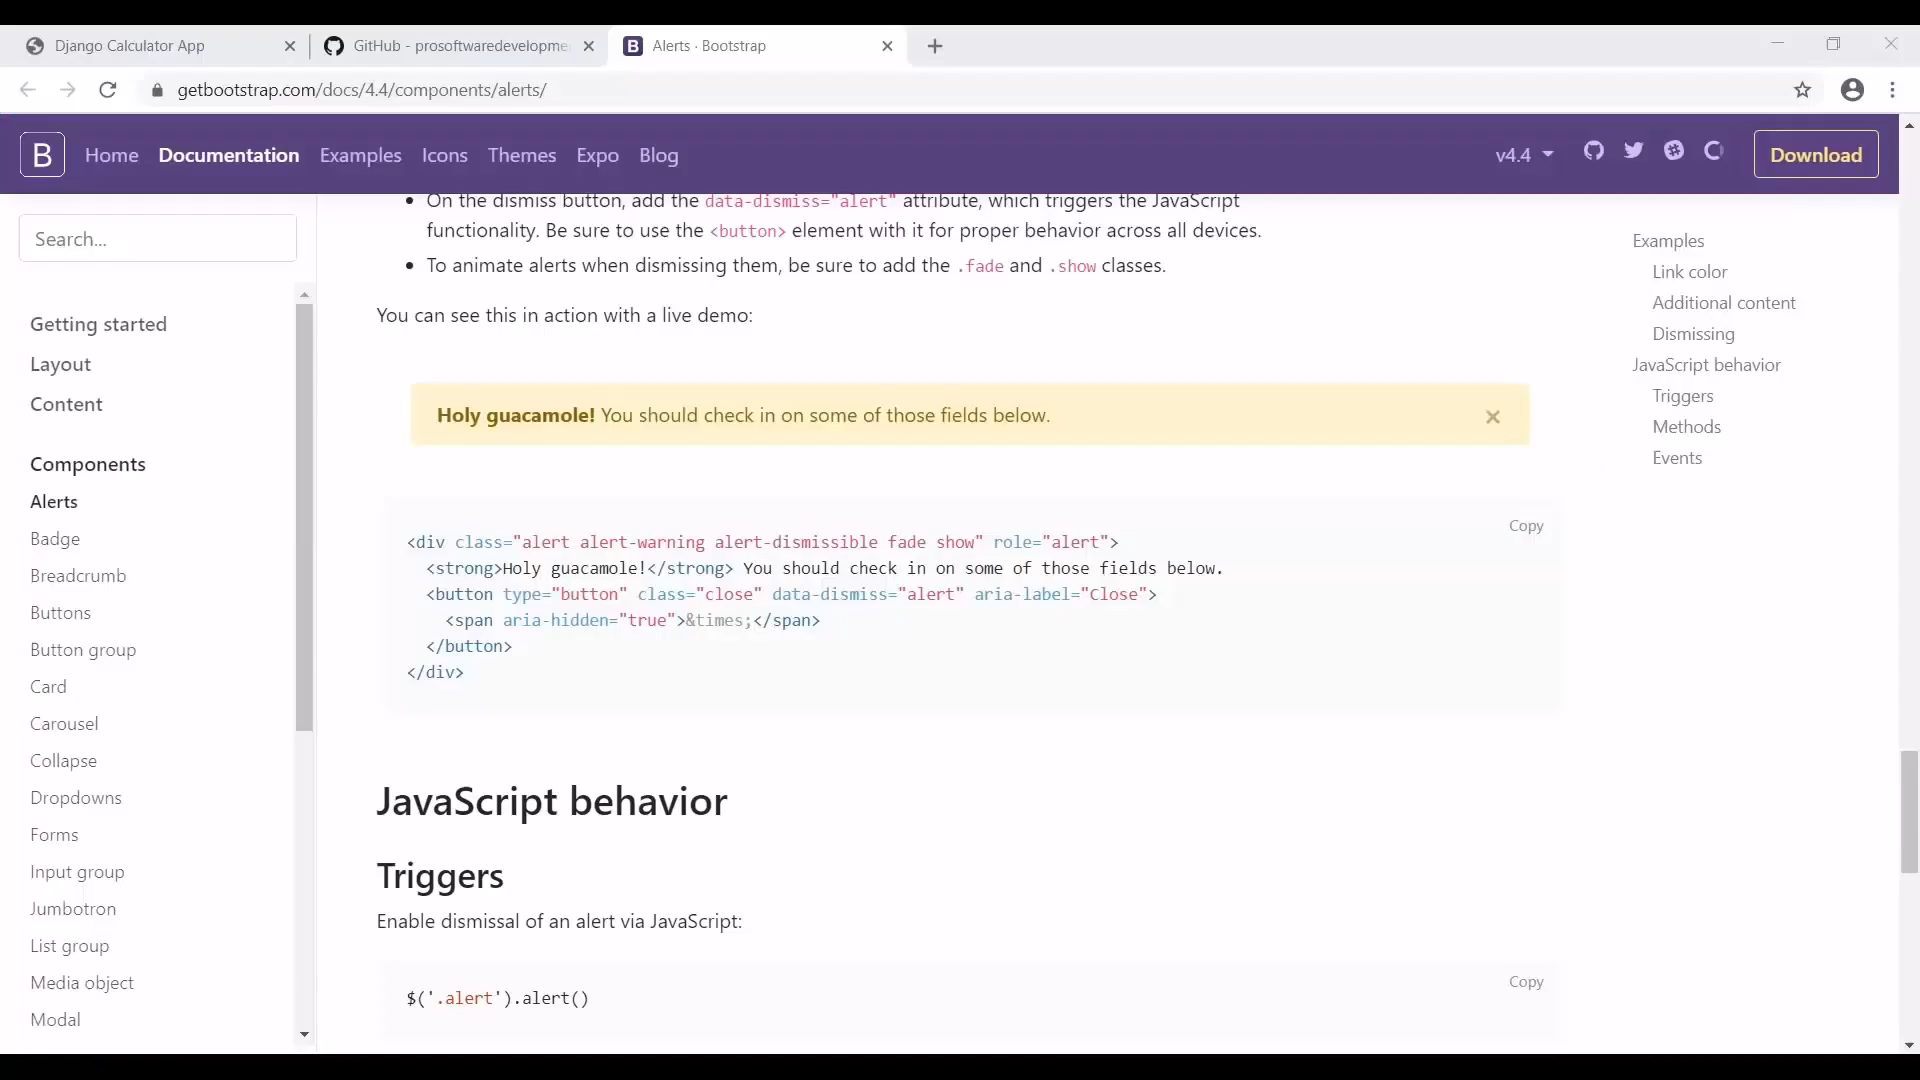 Django Calculator App
GitHub - prosoftwaredevelopme
B Alerts · Bootstrap
getbootstrap.com/docs/4.4/components/alerts/
B Home Documentation Examples Icons Themes Expo Blog v4.4 Download
Search...
Getting started
Layout
Content
Components
Alerts
Badge
Breadcrumb
Buttons
Button group
Card
Carousel
Collapse
Dropdowns
Forms
Input group
Jumbotron
List group
Media object
Modal
• On the dismiss button, add the data-dismiss="alert" attribute, which triggers the JavaScript
functionality. Be sure to use the <button> element with it for proper behavior across all devices.
• To animate alerts when dismissing them, be sure to add the .fade and .show classes.
You can see this in action with a live demo:
Holy guacamole! You should check in on some of those fields below. ×
Copy
<div class="alert alert-warning alert-dismissible fade show" role="alert">
  <strong>Holy guacamole!</strong> You should check in on some of those fields below.
  <button type="button" class="close" data-dismiss="alert" aria-label="Close">
    <span aria-hidden="true">&times;</span>
  </button>
</div>
JavaScript behavior
Triggers
Enable dismissal of an alert via JavaScript:
Copy
$('.alert').alert()
Examples
Link color
Additional content
Dismissing
JavaScript behavior
Triggers
Methods
Events